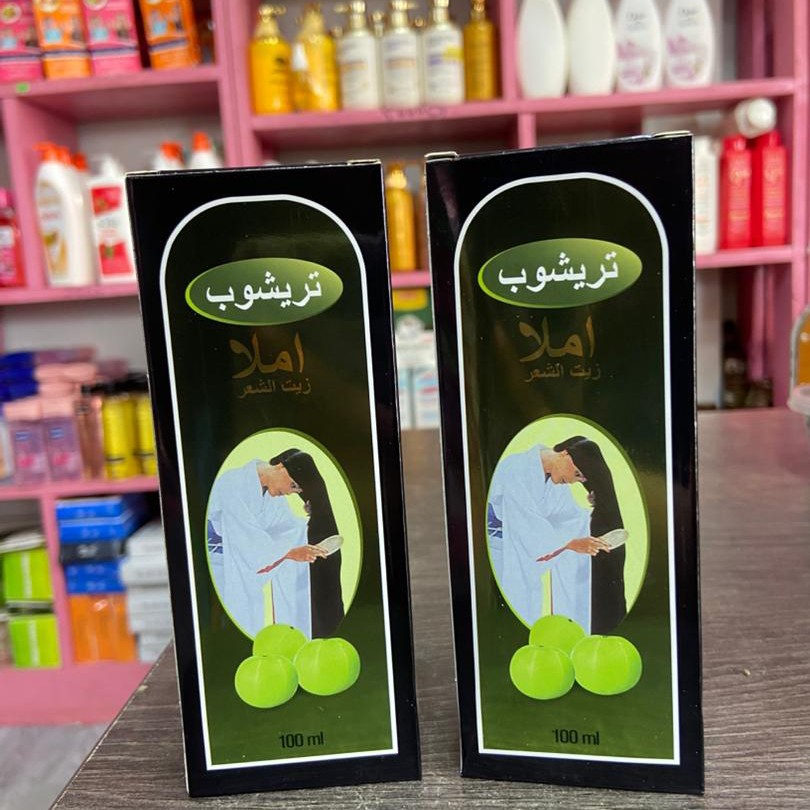 تريشوب
املا
زيت الشعر
100 ml
تريشوب
املا
زيت الشعر
100 ml